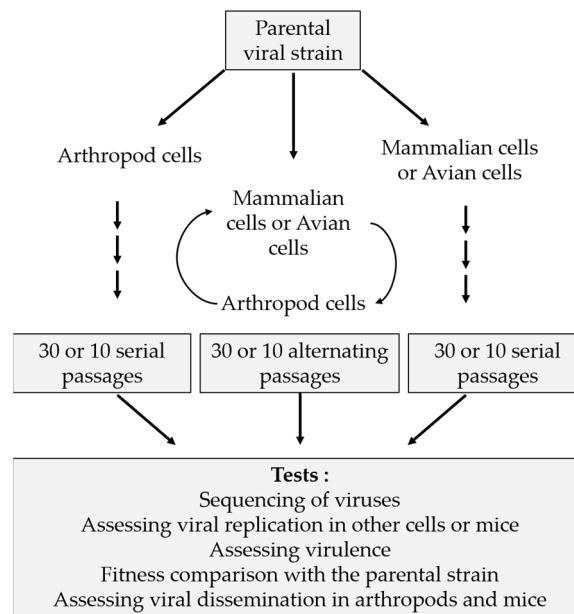 Parental
viral strain
Arthropod cells
Mammalian cells
or Avian cells
Mammalian
cells or Avian
cells
Arthropod cells
30 or 10 serial
passages
30 or 10 alternating
passages
30 or 10 serial
passages
Tests :
Sequencing of viruses
Assessing viral replication in other cells or mice
Assessing virulence
Fitness comparison with the parental strain
Assessing viral dissemination in arthropods and mice